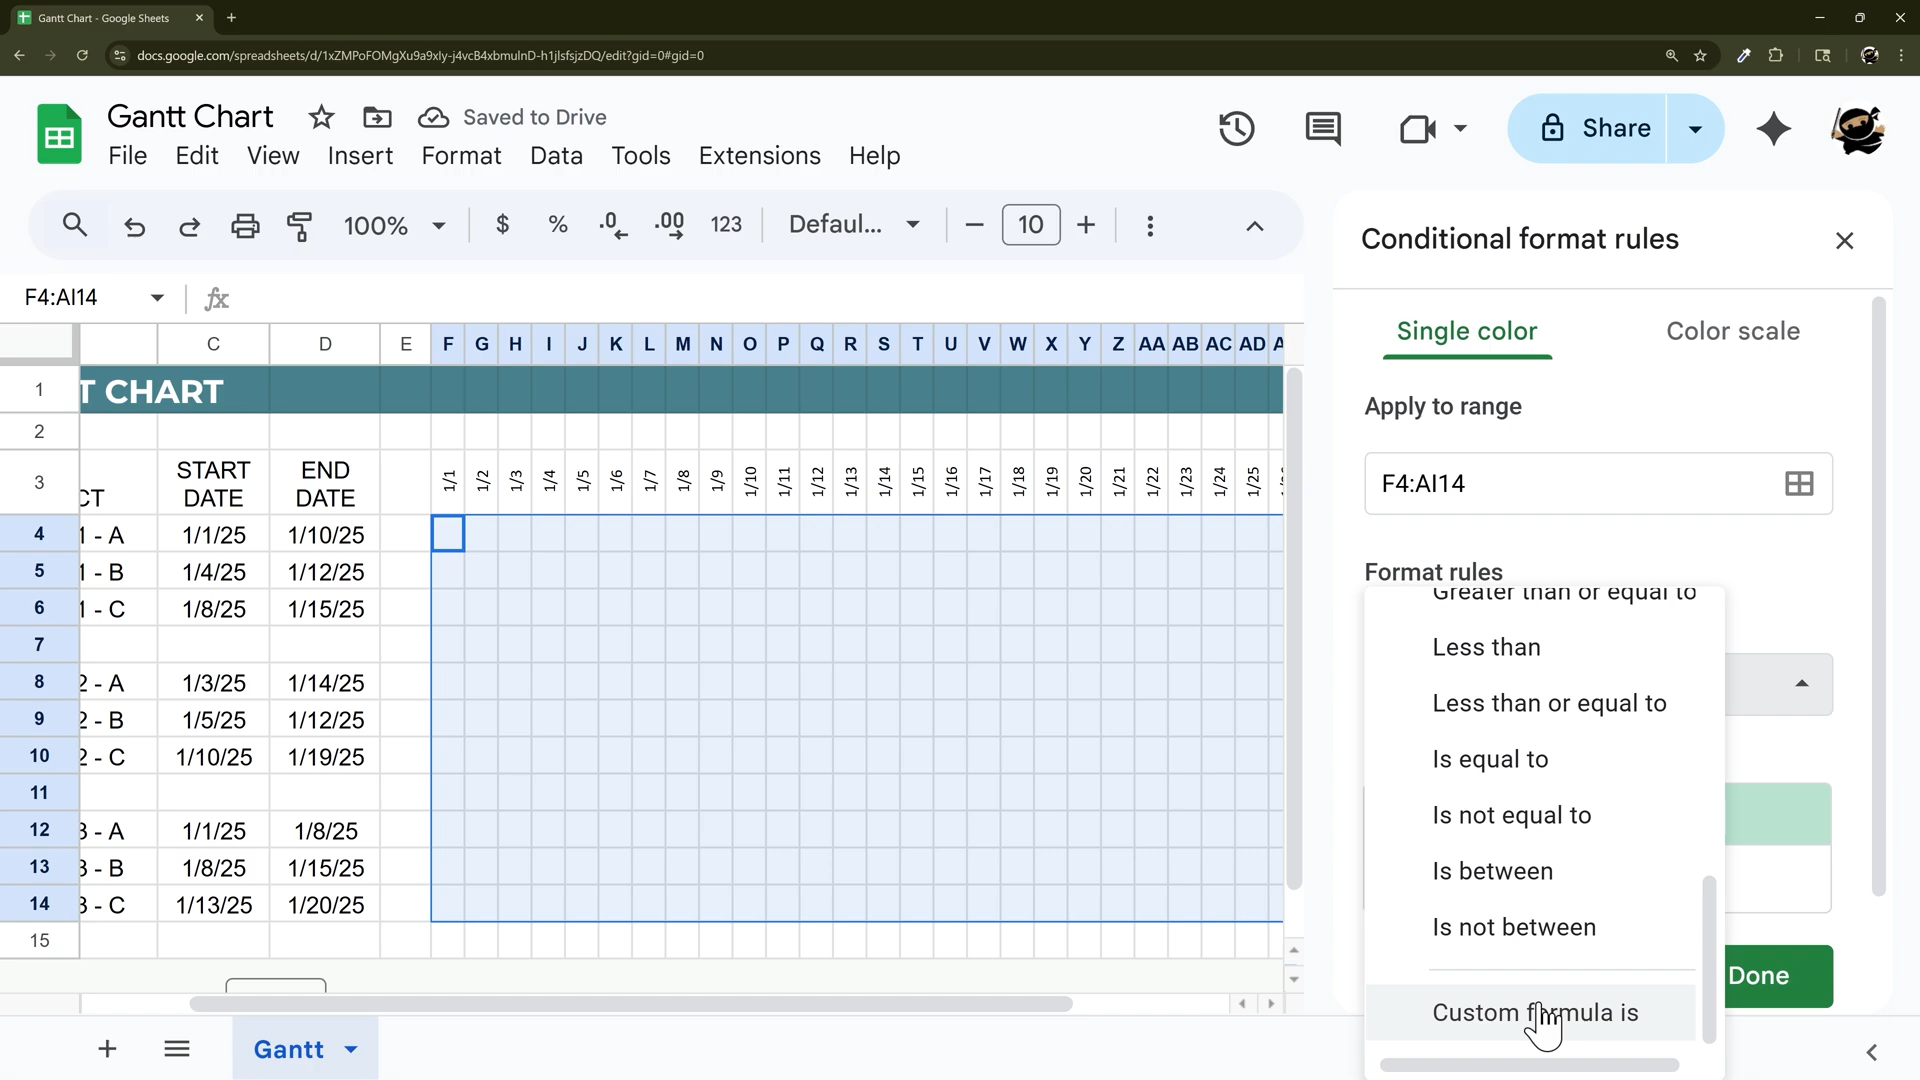 Gantt Chart - Google Sheets
docs.google.com/spreadsheets/d/1xZMPoFOMgXu9a9xIy-j4vcB4xbmulnD-h1jlsfsjzDQ/edit?gid=0#gid=0
Gantt Chart Saved to Drive
File Edit View Insert Format Data Tools Extensions Help
Share
100% $ % .0 .00 123 Defaul... 10
F4:AI14 fx
C D E F G H I J K L M N O P Q R S T U V W X Y Z AA AB AC AD A
1 T CHART
2
3 CT START DATE END DATE 1/1 1/2 1/3 1/4 1/5 1/6 1/7 1/8 1/9 1/10 1/11 1/12 1/13 1/14 1/15 1/16 1/17 1/18 1/19 1/20 1/21 1/22 1/23 1/24 1/25
4 1 - A 1/1/25 1/10/25
5 1 - B 1/4/25 1/12/25
6 1 - C 1/8/25 1/15/25
7
8 2 - A 1/3/25 1/14/25
9 2 - B 1/5/25 1/12/25
10 2 - C 1/10/25 1/19/25
11
12 3 - A 1/1/25 1/8/25
13 3 - B 1/8/25 1/15/25
14 3 - C 1/13/25 1/20/25
15
Gantt
Conditional format rules
Single color Color scale
Apply to range
F4:AI14
Format rules
Greater than or equal to
Less than
Less than or equal to
Is equal to
Is not equal to
Is between
Is not between
Custom formula is
Done